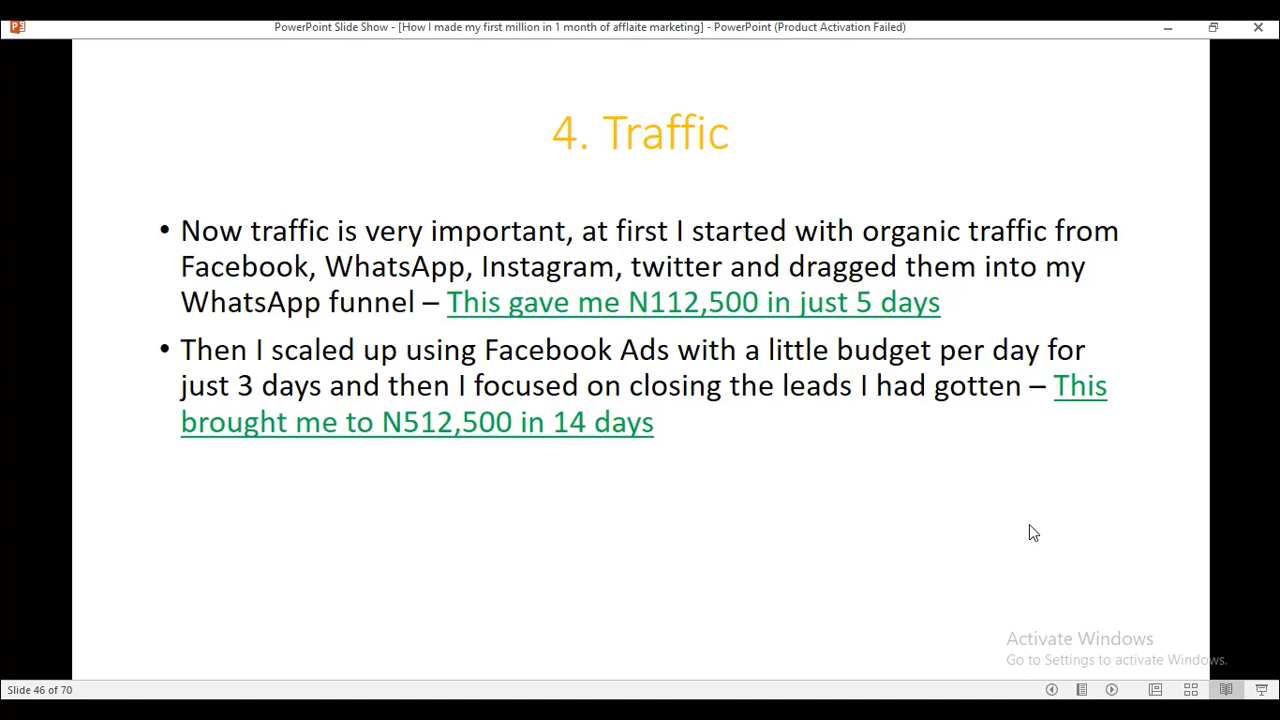 PowerPoint Slide Show - [How I made my first million in 1 month of afflaite marketing] - PowerPoint (Product Activation Failed)
4. Traffic
• Now traffic is very important, at first I started with organic traffic from
Facebook, WhatsApp, Instagram, twitter and dragged them into my
WhatsApp funnel – This gave me N112,500 in just 5 days
• Then I scaled up using Facebook Ads with a little budget per day for
just 3 days and then I focused on closing the leads I had gotten – This
brought me to N512,500 in 14 days
Activate Windows
Go to Settings to activate Windows.
Slide 46 of 70